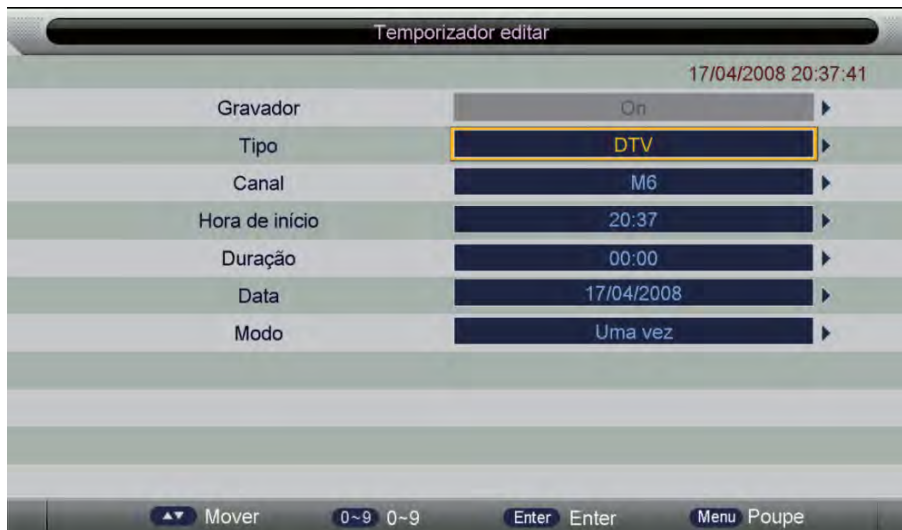 Temporizador editar
17/04/2008 20:37:41
Gravador On
Tipo DTV
Canal M6
Hora de início 20:37
Duração 00:00
Data 17/04/2008
Modo Uma vez
Mover 0~9 0~9 Enter Enter Menu Poupe